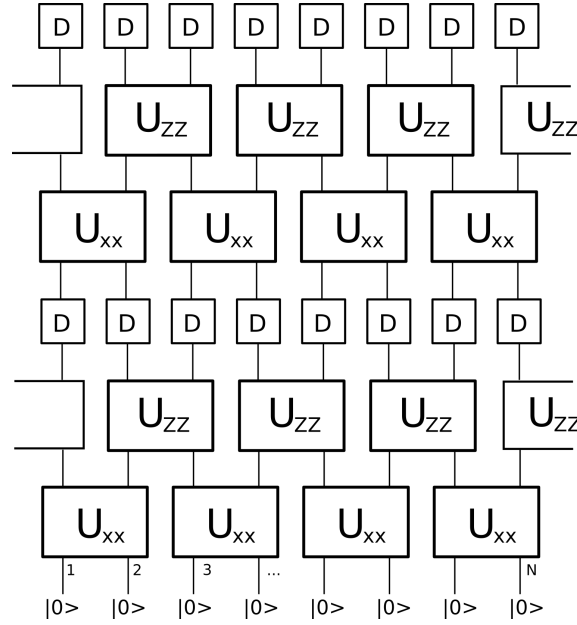 D D D D D D D D
U_ZZ U_ZZ U_ZZ U_ZZ
U_xx U_xx U_xx U_xx
D D D D D D D D
U_ZZ U_ZZ U_ZZ U_ZZ
U_xx U_xx U_xx U_xx
1 2 3 ... N
|0> |0> |0> |0> |0> |0> |0> |0>